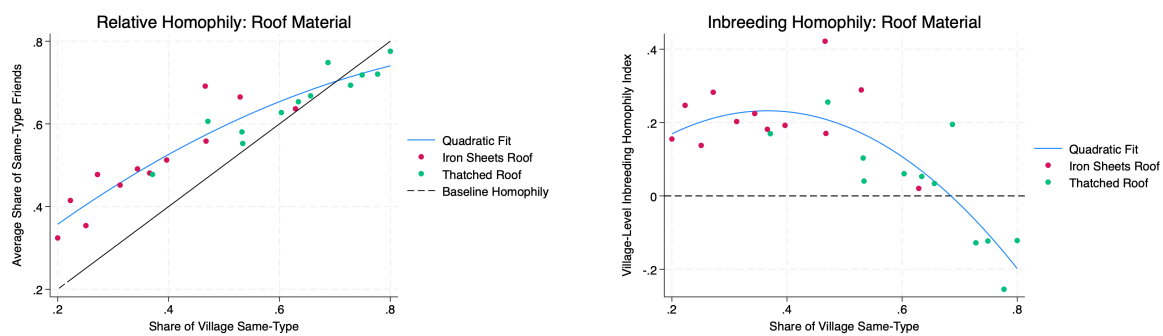 Relative Homophily: Roof Material
Average Share of Same-Type Friends
.8
.6
.4
.2
.2 .4 .6 .8
Share of Village Same-Type
Quadratic Fit
Iron Sheets Roof
Thatched Roof
Baseline Homophily
Inbreeding Homophily: Roof Material
Village-Level Inbreeding Homophily Index
.4
.2
0
-.2
.2 .4 .6 .8
Share of Village Same-Type
Quadratic Fit
Iron Sheets Roof
Thatched Roof